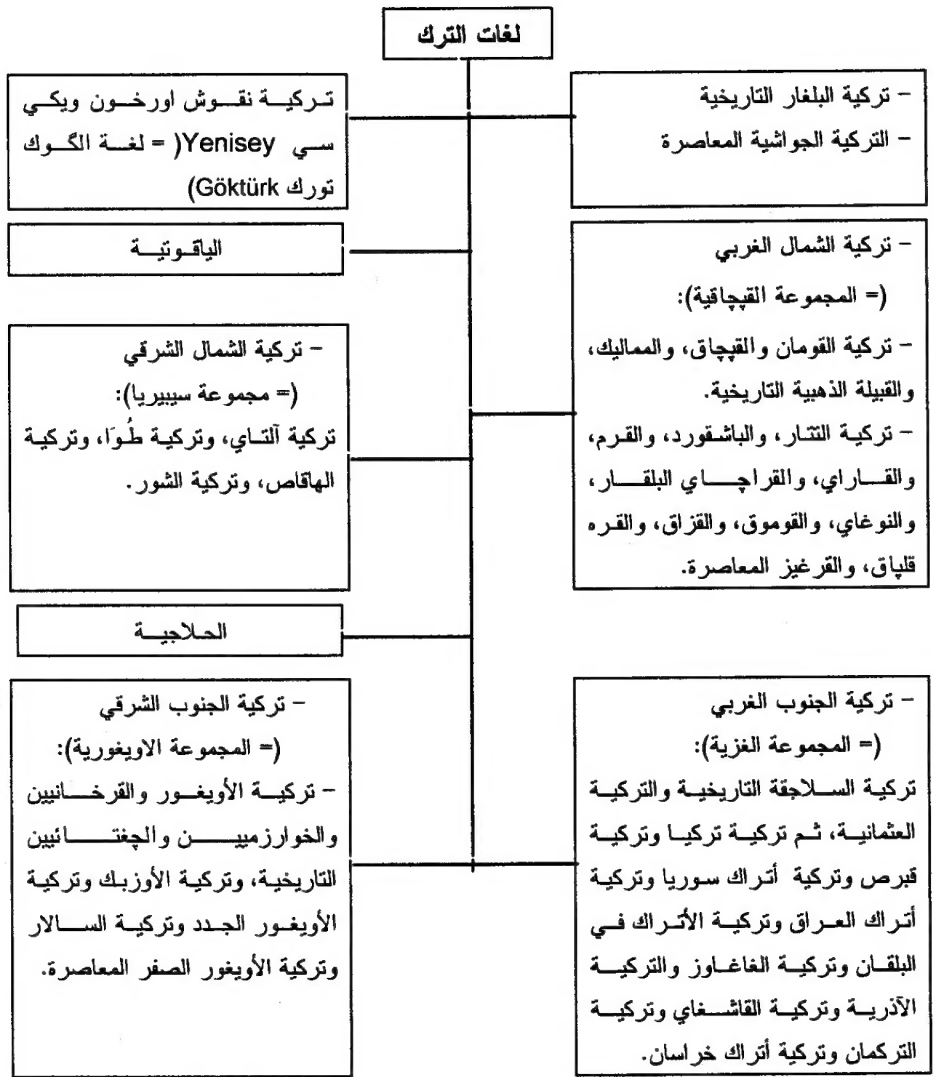 لغات الترك
- تركية البلغار التاريخية
- التركية الجواشية المعاصرة
تركية نقوش اورخون ويكي
سي Yenisey( = لغة الگوك
تورك Göktürk)
الياقوتية
- تركية الشمال الغربي
(= المجموعة القپچاقية):
- تركية القومان والقپچاق، والمماليك،
والقبيلة الذهبية التاريخية.
- تركية التتار، والباشقورد، والقرم،
والقاراي، والقراچاي البلقار،
والنوغاي، والقوموق، والقزاق، والقره
قلپاق، والقرغيز المعاصرة.
- تركية الشمال الشرقي
(= مجموعة سيبيريا):
تركية آلتاي، وتركية طُوَا، وتركية
الهاقاص، وتركية الشور.
الحلاجية
- تركية الجنوب الغربي
(= المجموعة الغزية):
تركية السلاجقة التاريخية والتركية
العثمانية، ثم تركية تركيا وتركية
قبرص وتركية أتراك سوريا وتركية
أتراك العراق وتركية الأتراك في
البلقان وتركية الغاغاوز والتركية
الآذرية وتركية القاشغاي وتركية
التركمان وتركية أتراك خراسان.
- تركية الجنوب الشرقي
(= المجموعة الاويغورية):
- تركية الأويغور والقرخانيين
والخوارزميين والچغتائيين
التاريخية، وتركية الأوزبك وتركية
الأويغور الجدد وتركية السالار
وتركية الأويغور الصفر المعاصرة.